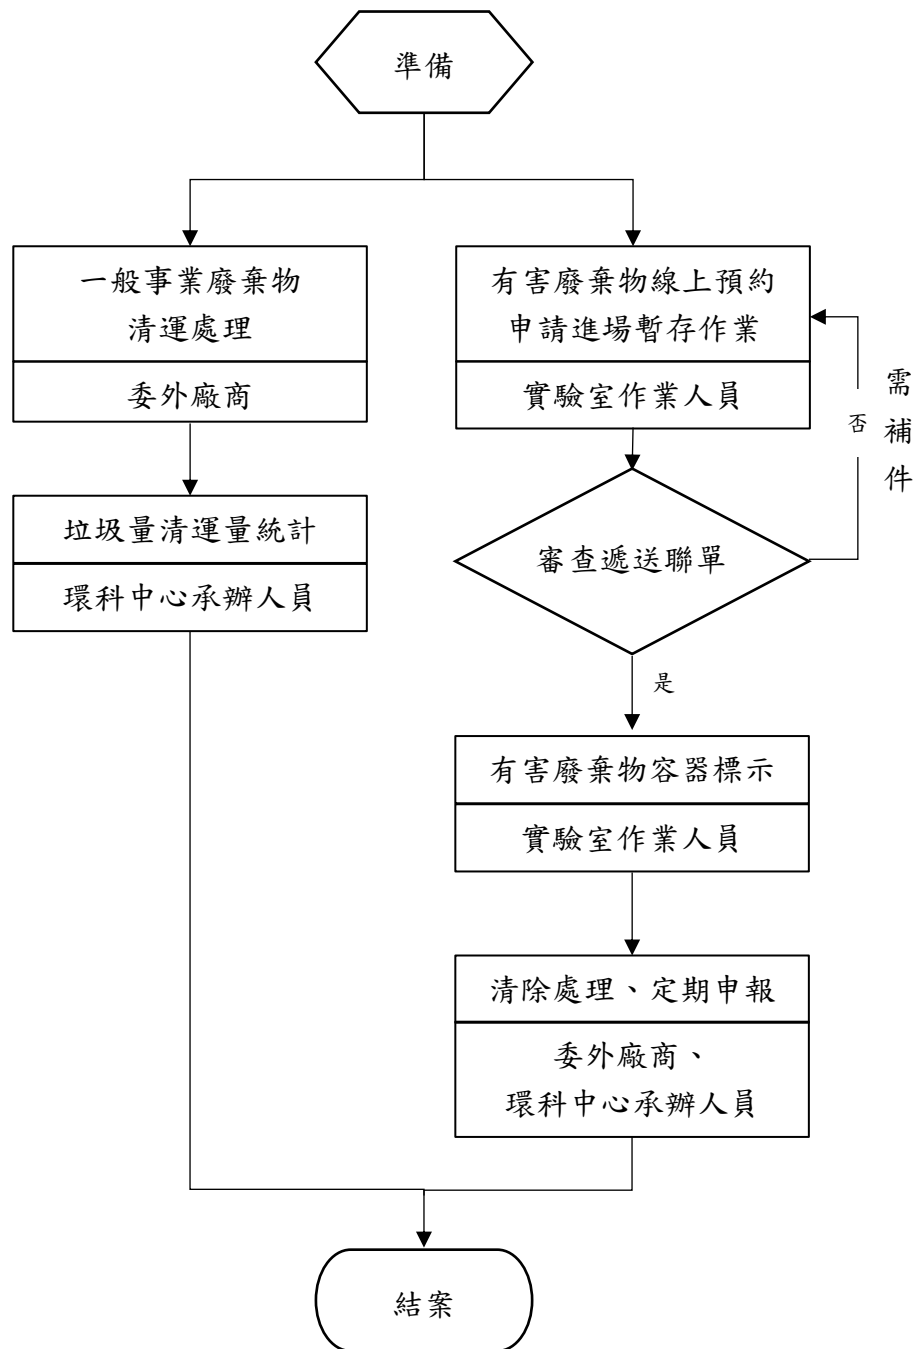 準備
一般事業廢棄物
清運處理
委外廠商
垃圾量清運量統計
環科中心承辦人員
有害廢棄物線上預約
申請進場暫存作業
實驗室作業人員
否
需
補
件
審查遞送聯單
是
有害廢棄物容器標示
實驗室作業人員
清除處理、定期申報
委外廠商、
環科中心承辦人員
結案